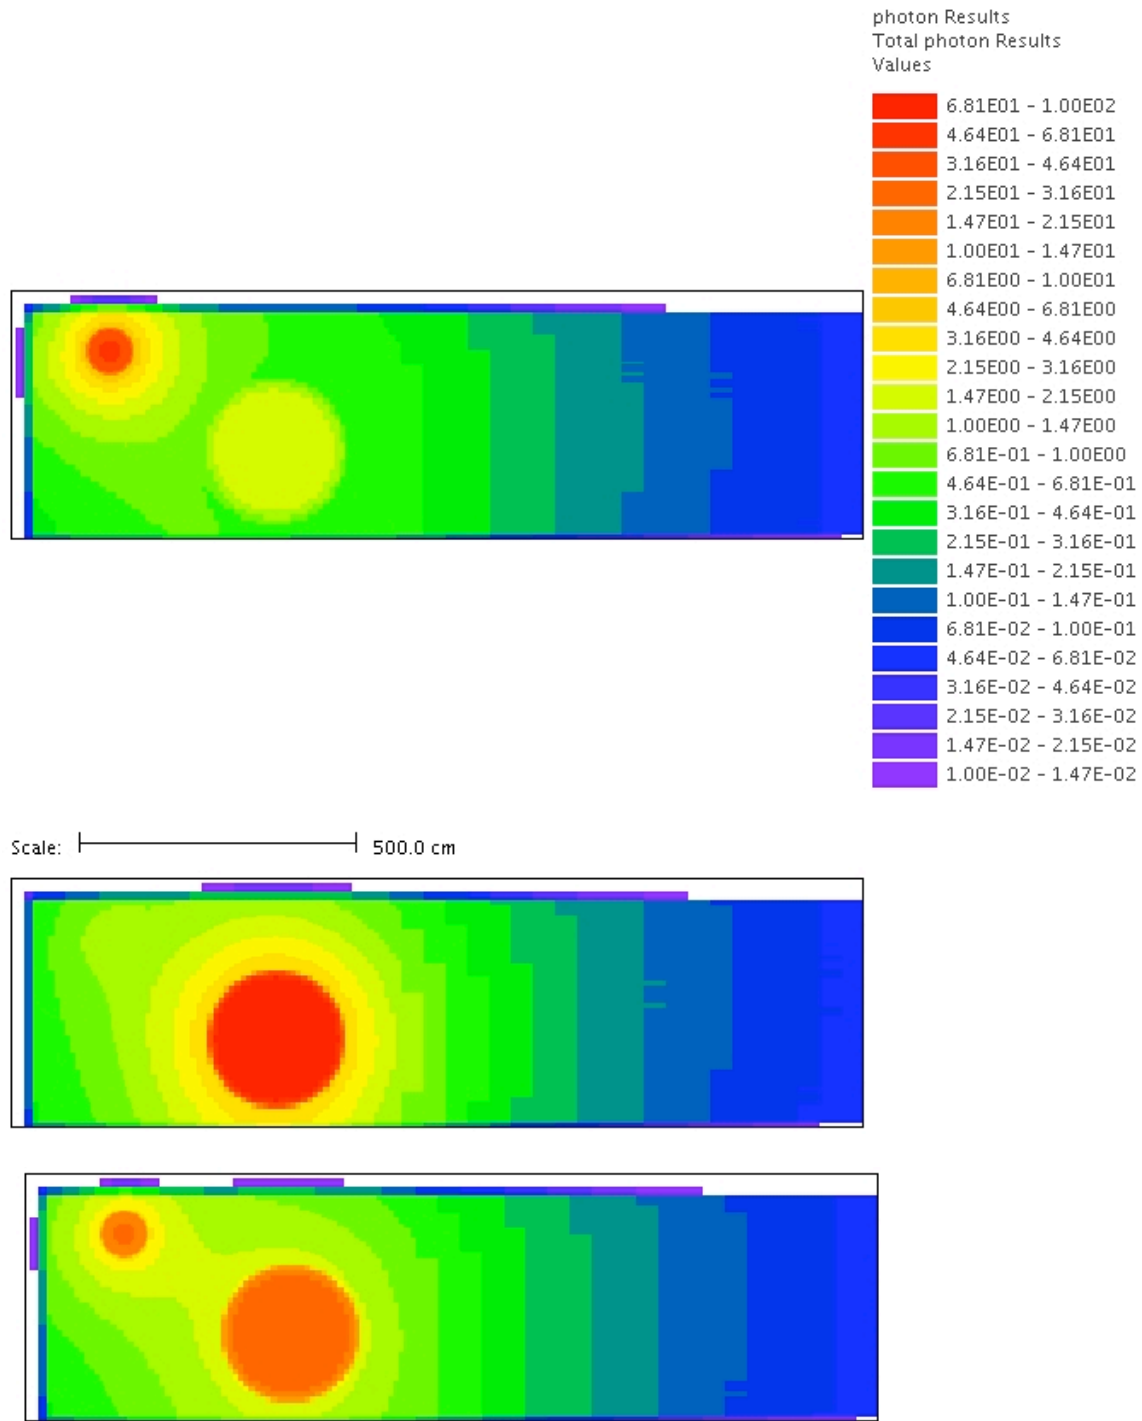 photon Results
Total photon Results
Values
6.81E01 - 1.00E02
4.64E01 - 6.81E01
3.16E01 - 4.64E01
2.15E01 - 3.16E01
1.47E01 - 2.15E01
1.00E01 - 1.47E01
6.81E00 - 1.00E01
4.64E00 - 6.81E00
3.16E00 - 4.64E00
2.15E00 - 3.16E00
1.47E00 - 2.15E00
1.00E00 - 1.47E00
6.81E-01 - 1.00E00
4.64E-01 - 6.81E-01
3.16E-01 - 4.64E-01
2.15E-01 - 3.16E-01
1.47E-01 - 2.15E-01
1.00E-01 - 1.47E-01
6.81E-02 - 1.00E-01
4.64E-02 - 6.81E-02
3.16E-02 - 4.64E-02
2.15E-02 - 3.16E-02
1.47E-02 - 2.15E-02
1.00E-02 - 1.47E-02
Scale: 500.0 cm